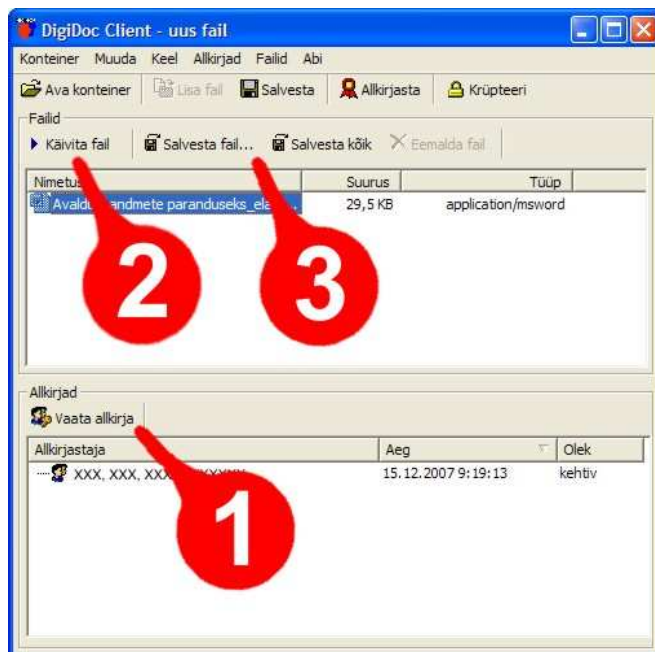 DigiDoc Client - uus fail
Konteiner Muuda Keel Allkirjad Failid Abi
Ava konteiner Lisa fail Salvesta Allkirjasta Krüpteeri
Failid
Käivita fail Salvesta fail... Salvesta kõik Eemalda fail
Suurus Tüüp
paranduseks 29,5 KB application/msword
2 3
Allkirjad
Vaata allkirja
Allkirjastaja Aeg Olek
XXX, XXX, 15.12.2007 9:19:13 kehtiv
1